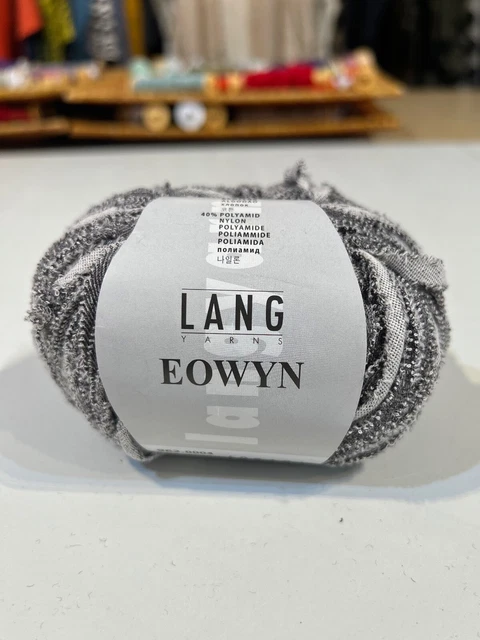 40% POLYAMID
NYLON
POLYAMIDE
POLIAMMIDE
POLIAMIDA
полиамид
나일론
LANG
YARNS
EOWYN